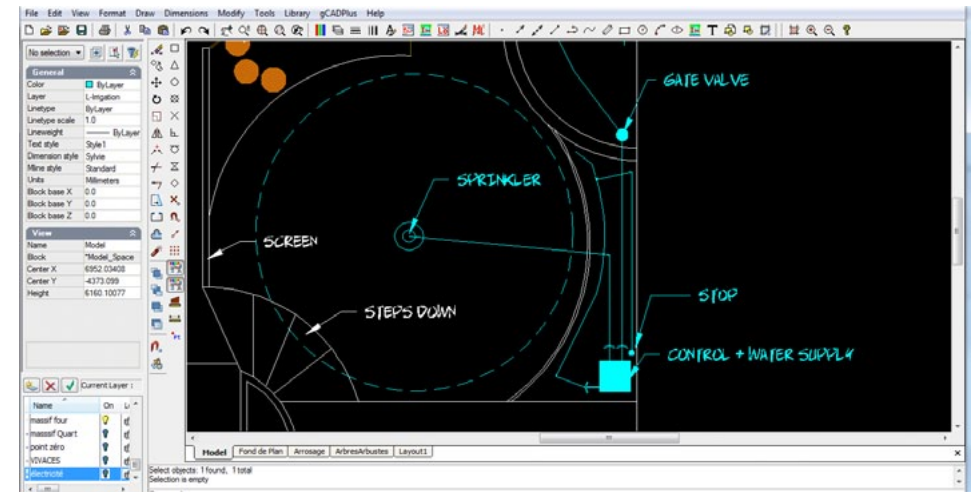 File Edit View Format Draw Dimensions Modify Tools Library gCADPlus Help
No selection
General
Color ByLayer
Layer L-Irrigation
Linetype ByLayer
Linetype scale 1.0
Lineweight ByLayer
Text style Style1
Dimension style Sylvie
Mline style Standard
Units Millimeters
Block base X 0.0
Block base Y 0.0
Block base Z 0.0
View
Name Model
Block *Model_Space
Center X 6952.03408
Center Y -4373.099
Height 6160.10077
GATE VALVE
SPRINKLER
SCREEN
STEPS DOWN
STOP
CONTROL + WATER SUPPLY
Current Layer :
Name On
massif four
masssif Quart
point zéro
VIVACES
électricité
Model Fond de Plan Arrosage ArbresArbustes Layout1
Select objects: 1 found, 1 total
Selection is empty